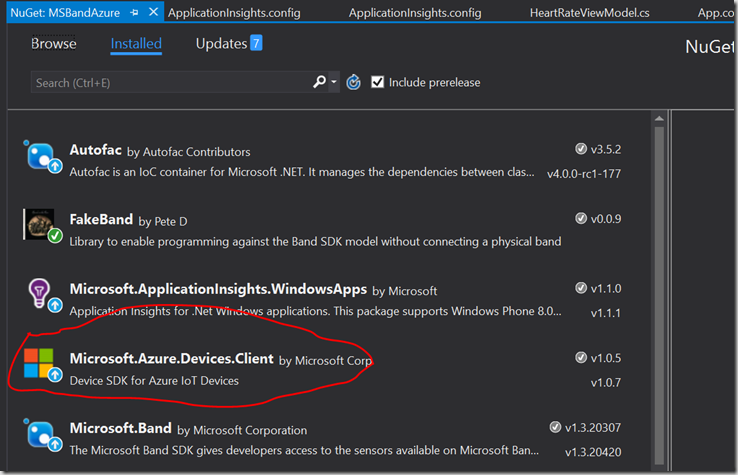 NuGet: MSBandAzure
ApplicationInsights.config
ApplicationInsights.config
HeartRateViewModel.cs
App.co
Browse
Installed
Updates 7
NuGet
Search (Ctrl+E)
Include prerelease
Autofac by Autofac Contributors
v3.5.2
Autofac is an IoC container for Microsoft .NET. It manages the dependencies between clas...
v4.0.0-rc1-177
FakeBand by Pete D
v0.0.9
Library to enable programming against the Band SDK model without connecting a physical band
Microsoft.ApplicationInsights.WindowsApps by Microsoft
v1.1.0
Application Insights for .Net Windows applications. This package supports Windows Phone 8.0...
v1.1.1
Microsoft.Azure.Devices.Client by Microsoft Corp
v1.0.5
Device SDK for Azure IoT Devices
v1.0.7
Microsoft.Band by Microsoft Corporation
v1.3.20307
The Microsoft Band SDK gives developers access to the sensors available on Microsoft Ban...
v1.3.20420